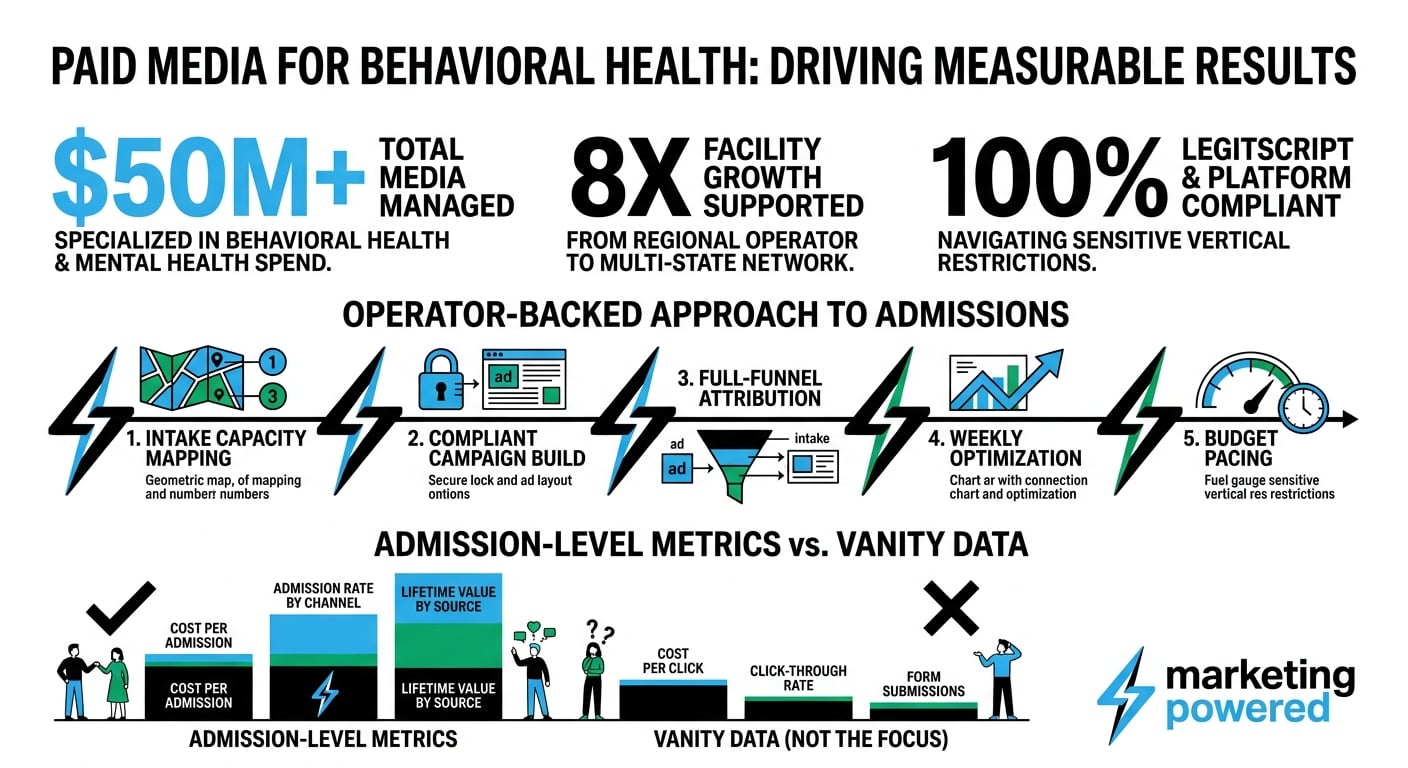 PAID MEDIA FOR BEHAVIORAL HEALTH: DRIVING MEASURABLE RESULTS
$50M+
TOTAL
MEDIA
MANAGED
SPECIALIZED IN BEHAVIORAL HEALTH
& MENTAL HEALTH SPEND.
8X
FACILITY
GROWTH
SUPPORTED
FROM REGIONAL OPERATOR
TO MULTI-STATE NETWORK.
100%
LEGITSCRIPT
& PLATFORM
COMPLIANT
NAVIGATING SENSITIVE VERTICAL
RESTRICTIONS.
OPERATOR-BACKED APPROACH TO ADMISSIONS
1
3
1. INTAKE CAPACITY
MAPPING
Geometric map, of mapping
and number: numbers
ad
2. COMPLIANT
CAMPAIGN BUILD
Secure lock and ad layout
ontions
3. FULL-FUNNEL
ATTRIBUTION
ad
ad
intake
4. WEEKLY
OPTIMIZATION
Chart ar with connection
chart and optimization
5. BUDGET
PACING
Fuel gauge sensitive
vertical res restrictions
ADMISSION-LEVEL METRICS vs. VANITY DATA
COST PER
ADMISSION
COST PER
ADMISSION
ADMISSION RATE
BY CHANNEL
LIFETIME VALUE
BY SOURCE
LIFETIME VALUE
BY SOURCE
ADMISSION-LEVEL METRICS
??
COST
PER CLICK
CLICK-THROUGH
RATE
FORM
SUBMISSIONS
VANITY DATA (NOT THE FOCUS)
marketing
powered